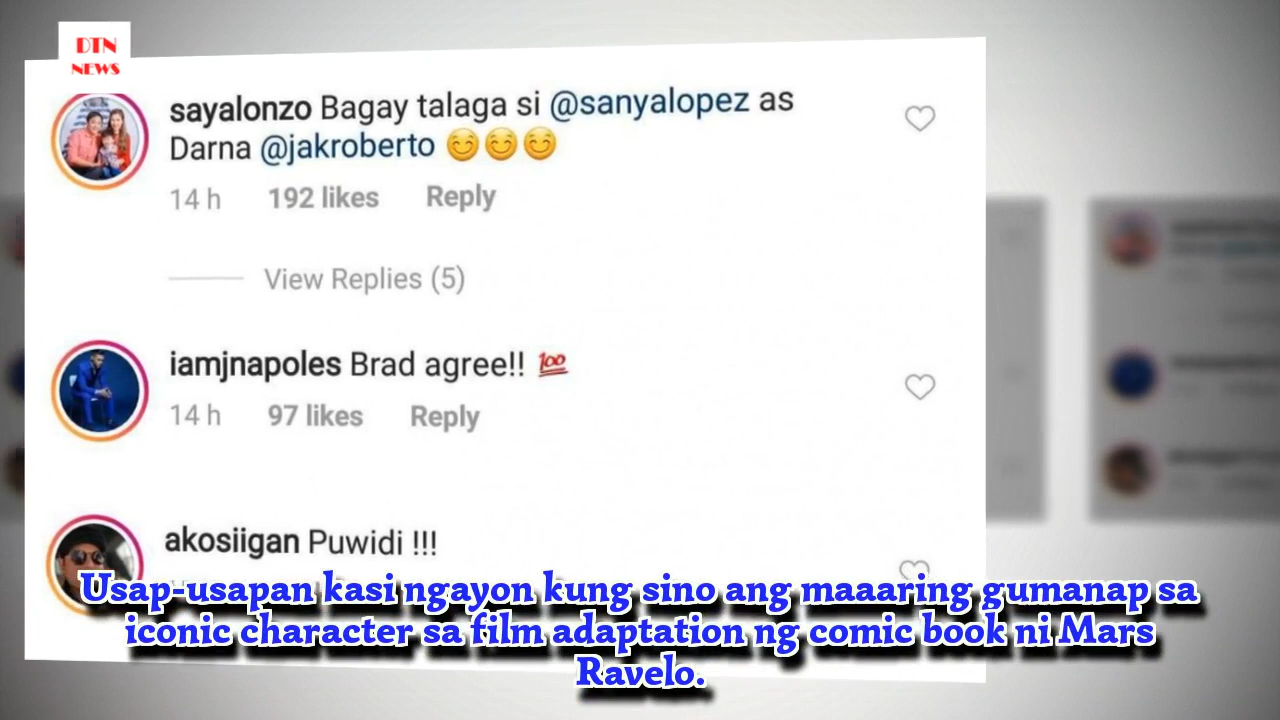 DTN
NEWS
sayalonzo Bagay talaga si @sanyalopez as
Darna @jakroberto 😊😊😊
14 h 192 likes Reply
View Replies (5)
iamjnapoles Brad agree!! 💯
14 h 97 likes Reply
akosiigan Puwidi !!!
Usap-usapan kasi ngayon kung sino ang maaaring gumanap sa
iconic character sa film adaptation ng comic book ni Mars
Ravelo.